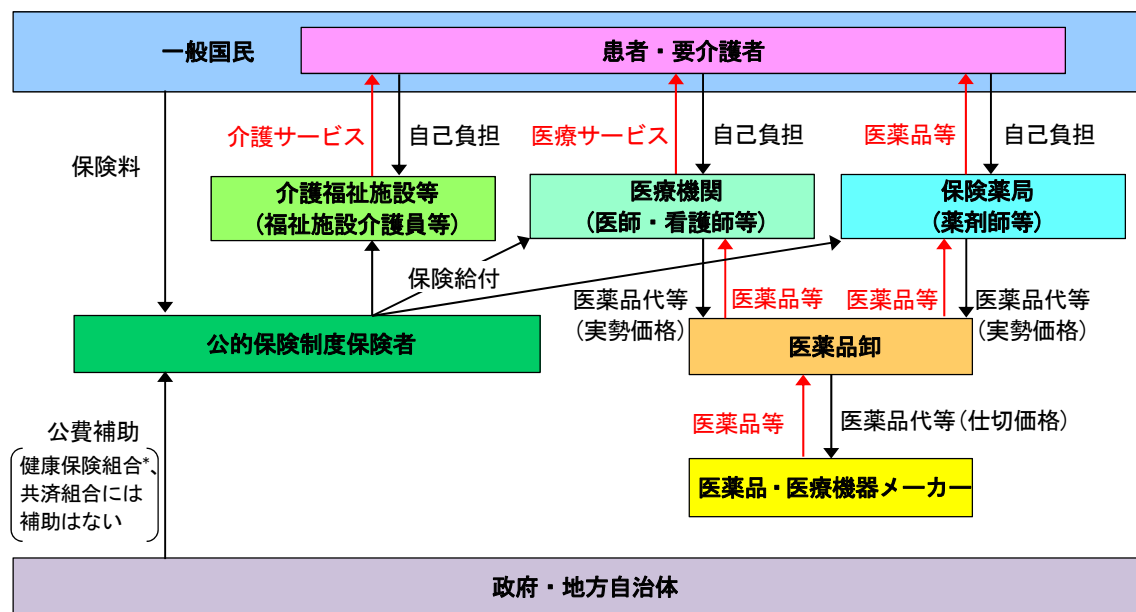 一般国民
患者・要介護者
保険料
介護サービス
自己負担
医療サービス
自己負担
医薬品等
自己負担
介護福祉施設等
（福祉施設介護員等）
医療機関
（医師・看護師等）
保険薬局
（薬剤師等）
保険給付
医薬品代等
（実勢価格）
医薬品等
医薬品等
医薬品代等
（実勢価格）
公的保険制度保険者
医薬品卸
公費補助
健康保険組合*、
共済組合には
補助はない
医薬品等
医薬品代等（仕切価格）
医薬品・医療機器メーカー
政府・地方自治体